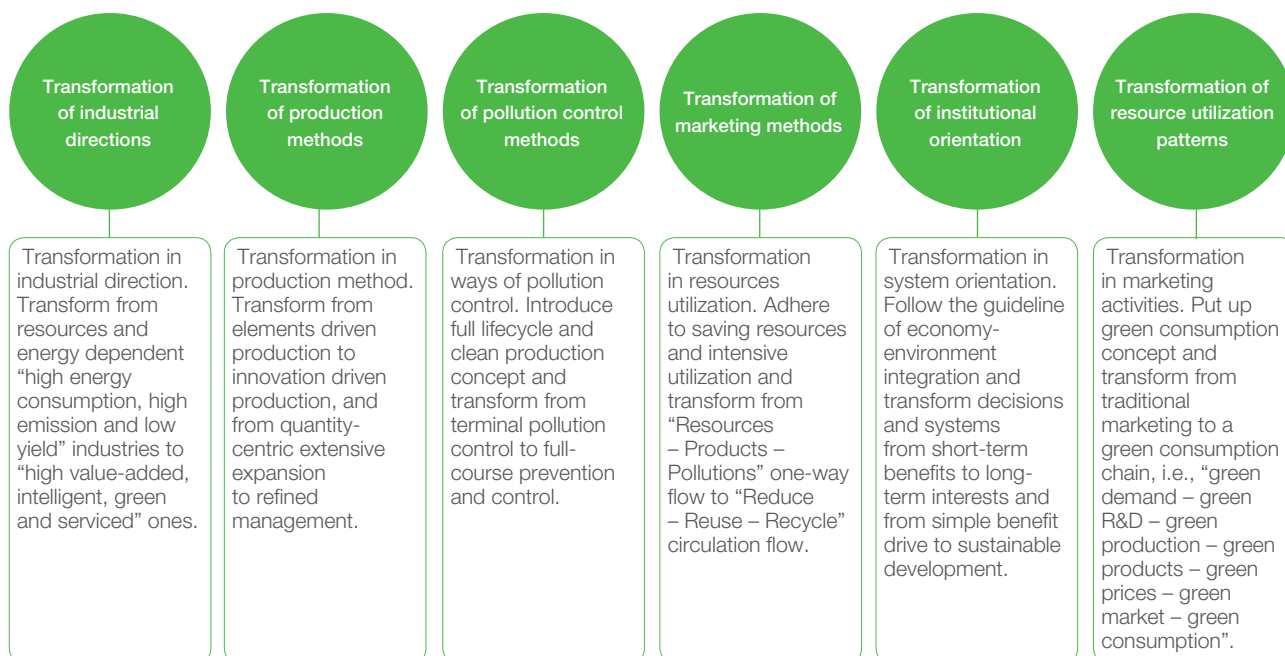 Transformation
of industrial
directions
Transformation
of production
methods
Transformation
of pollution control
methods
Transformation of
marketing methods
Transformation
of institutional
orientation
Transformation of
resource utilization
patterns
Transformation in
industrial direction.
Transform from
resources and
energy dependent
“high energy
consumption, high
emission and low
yield” industries to
“high value-added,
intelligent, green
and serviced” ones.
Transformation in
production method.
Transform from
elements driven
production to
innovation driven
production, and
from quantity-
centric extensive
expansion
to refined
management.
Transformation in
ways of pollution
control. Introduce
full lifecycle and
clean production
concept and
transform from
terminal pollution
control to full-
course prevention
and control.
Transformation
in resources
utilization. Adhere
to saving resources
and intensive
utilization and
transform from
“Resources
– Products –
Pollutions” one-way
flow to “Reduce
– Reuse – Recycle”
circulation flow.
Transformation in
system orientation.
Follow the guideline
of economy-
environment
integration and
transform decisions
and systems
from short-term
benefits to long-
term interests and
from simple benefit
drive to sustainable
development.
Transformation
in marketing
activities. Put up
green consumption
concept and
transform from
traditional
marketing to a
green consumption
chain, i.e., “green
demand – green
R&D – green
production – green
products – green
prices – green
market – green
consumption”.